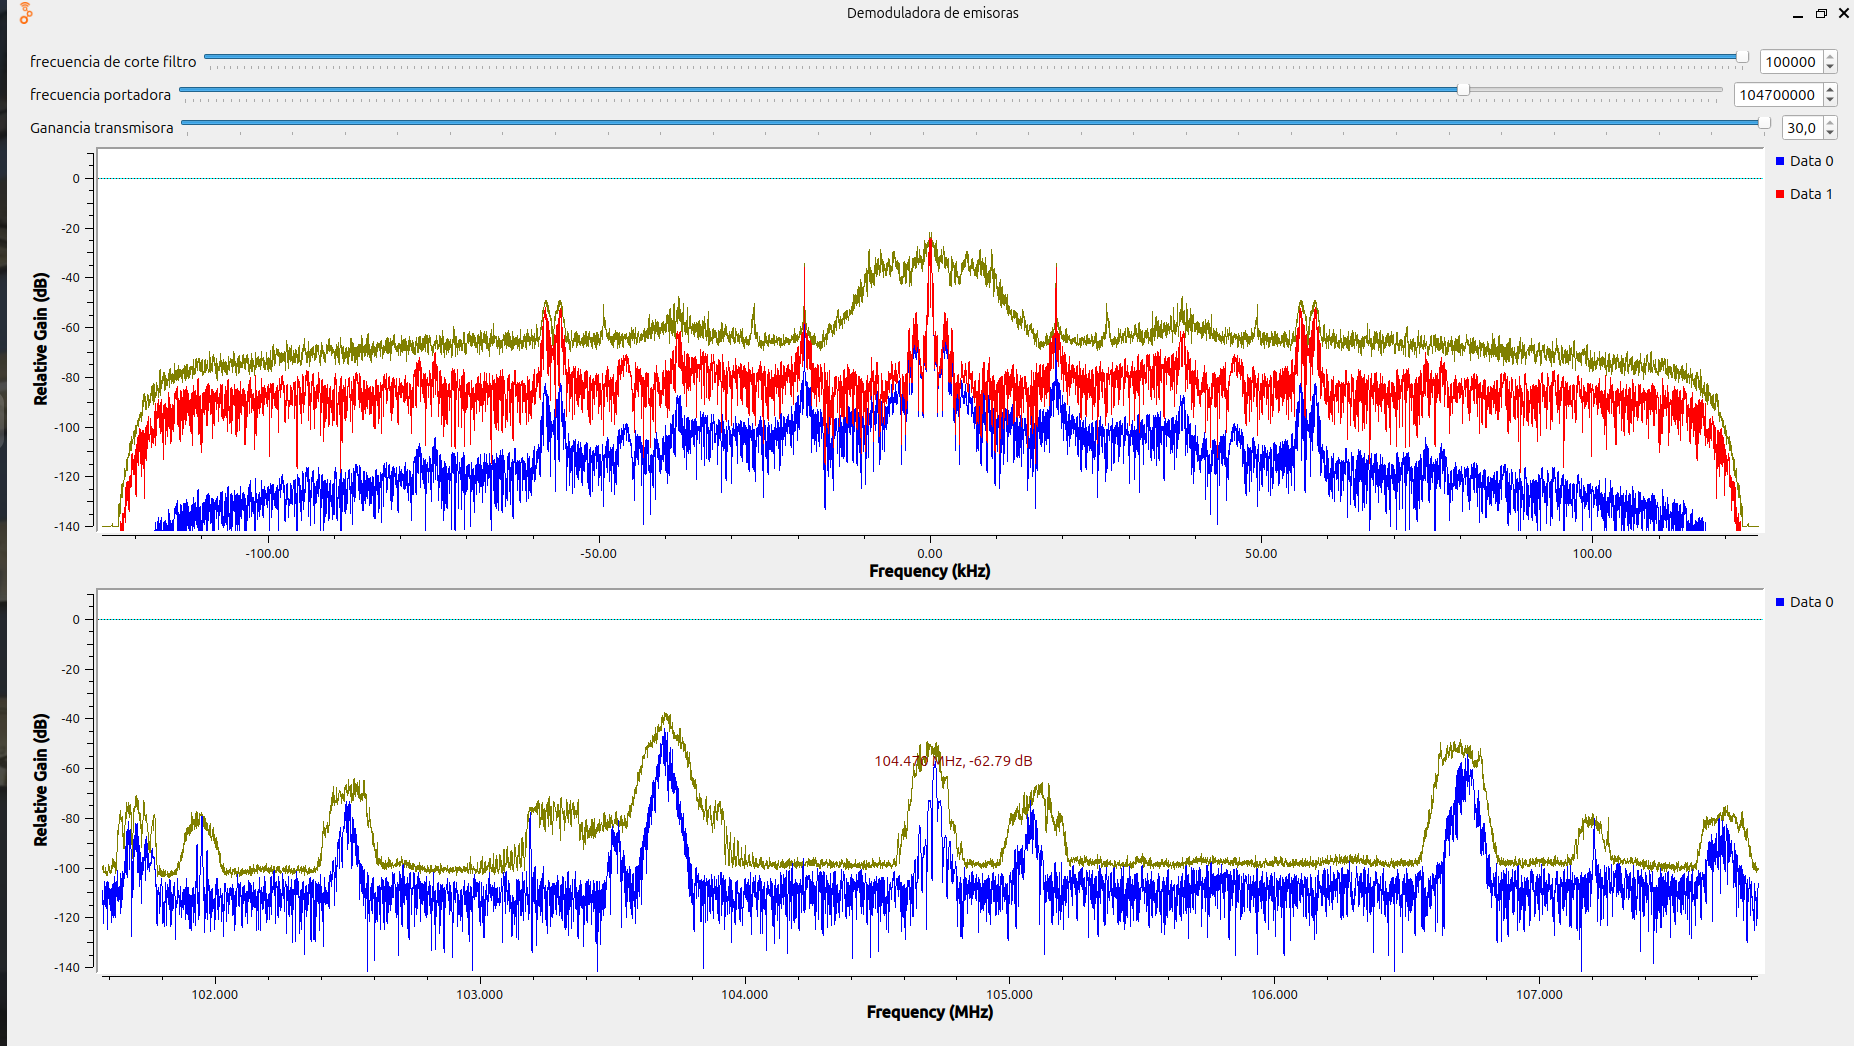 Demoduladora de emisoras
frecuencia de corte filtro 100000
frecuencia portadora 104700000
Ganancia transmisora 30,0
Relative Gain (dB)
0
-20
-40
-60
-80
-100
-120
-140
-100.00 -50.00 0.00 50.00 100.00
Frequency (kHz)
Data 0
Data 1
Relative Gain (dB)
0
-20
-40
-60
-80
-100
-120
-140
104.470 MHz, -62.79 dB
102.000 103.000 104.000 105.000 106.000 107.000
Frequency (MHz)
Data 0